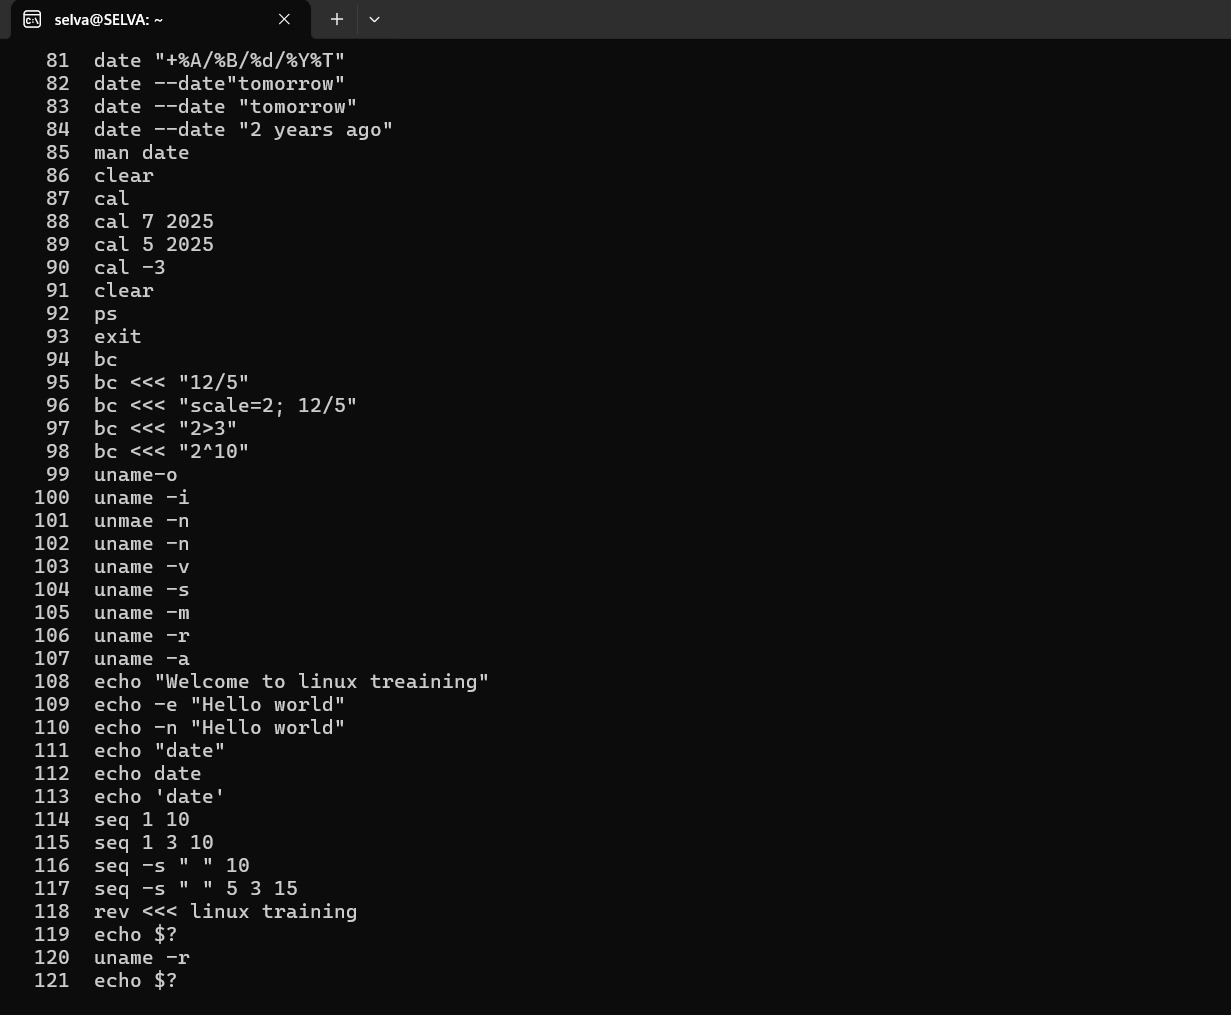 selva@SELVA: ~
81 date "+%A/%B/%d/%Y%T"
82 date --date"tomorrow"
83 date --date "tomorrow"
84 date --date "2 years ago"
85 man date
86 clear
87 cal
88 cal 7 2025
89 cal 5 2025
90 cal -3
91 clear
92 ps
93 exit
94 bc
95 bc <<< "12/5"
96 bc <<< "scale=2; 12/5"
97 bc <<< "2>3"
98 bc <<< "2^10"
99 uname-o
100 uname -i
101 unmae -n
102 uname -n
103 uname -v
104 uname -s
105 uname -m
106 uname -r
107 uname -a
108 echo "Welcome to linux treaining"
109 echo -e "Hello world"
110 echo -n "Hello world"
111 echo "date"
112 echo date
113 echo 'date'
114 seq 1 10
115 seq 1 3 10
116 seq -s " " 10
117 seq -s " " 5 3 15
118 rev <<< linux training
119 echo $?
120 uname -r
121 echo $?